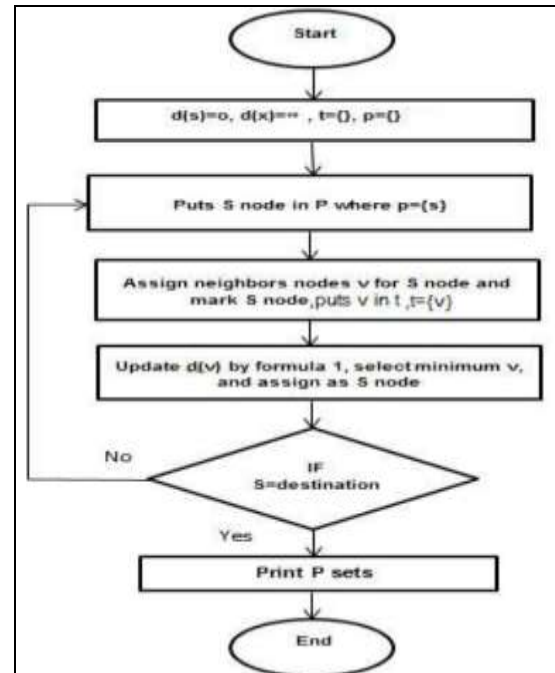 Start
d(s)=o, d(x)=∞ , t={}, p={}
Puts S node in P where p={s}
Assign neighbors nodes v for S node and
mark S node,puts v in t ,t={v}
Update d(v) by formula 1, select minimum v,
and assign as S node
No
IF
S=destination
Yes
Print P sets
End